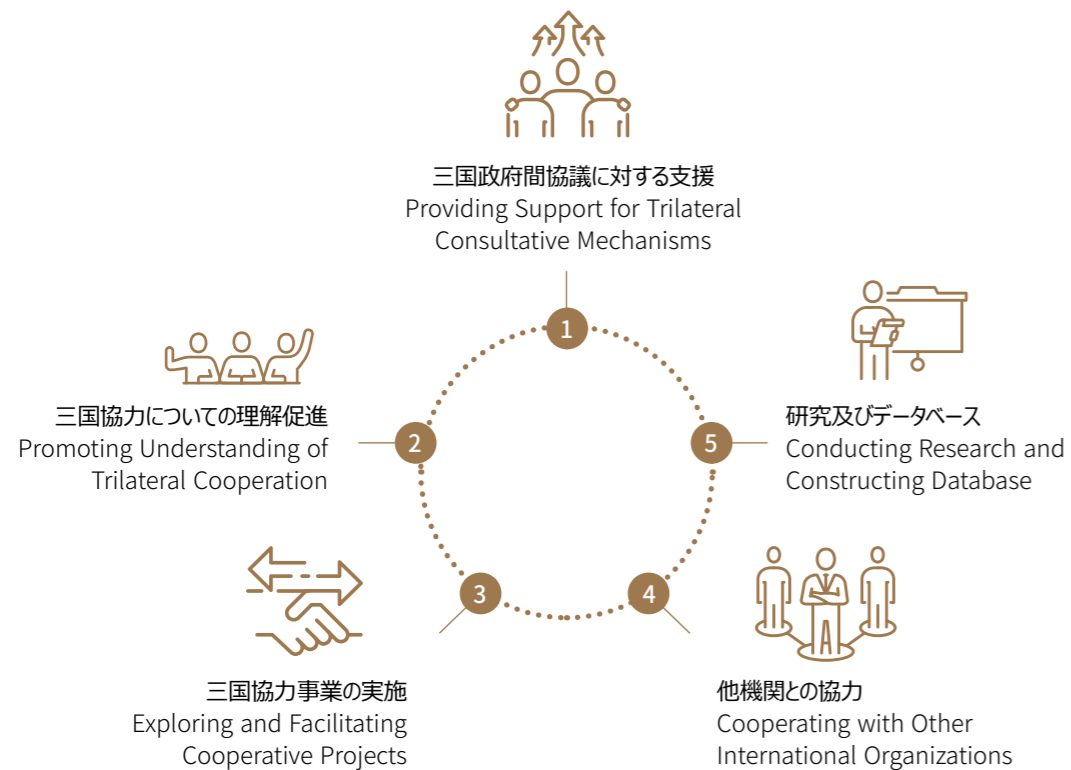 三国政府間協議に対する支援
Providing Support for Trilateral
Consultative Mechanisms
1
三国協力についての理解促進
Promoting Understanding of
Trilateral Cooperation
2
三国協力事業の実施
Exploring and Facilitating
Cooperative Projects
3
他機関との協力
Cooperating with Other
International Organizations
4
研究及びデータベース
Conducting Research and
Constructing Database
5